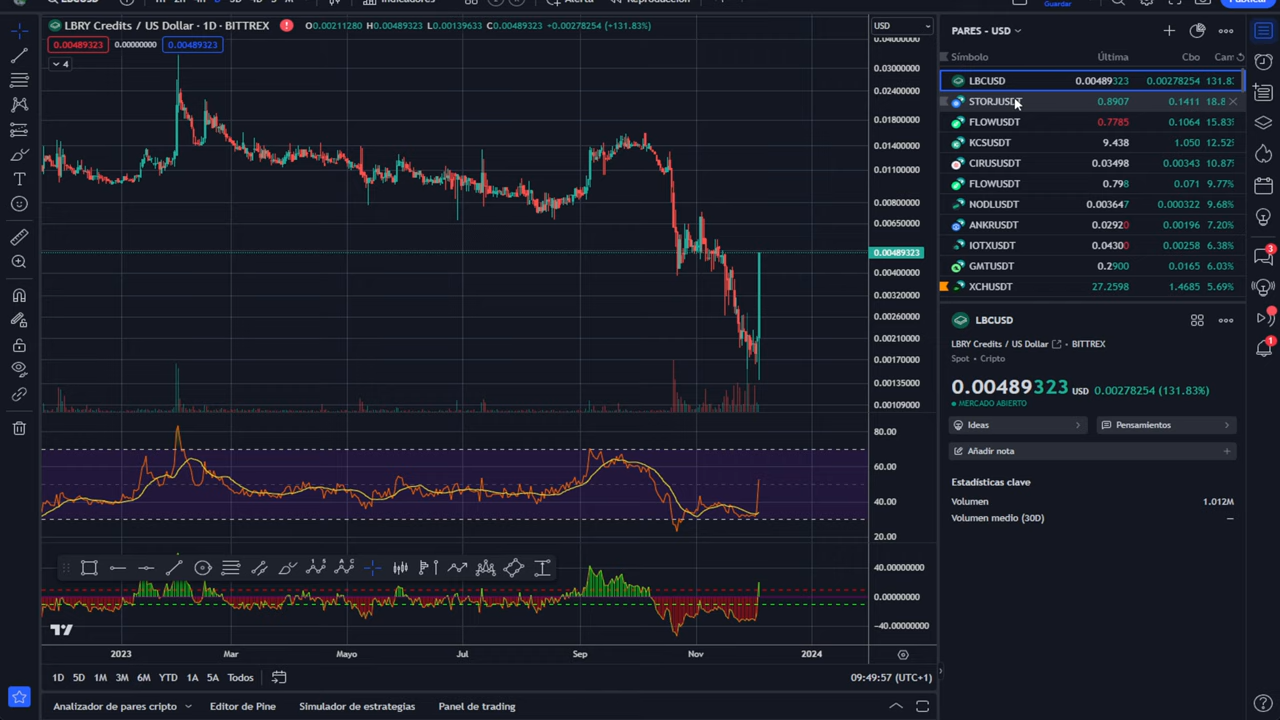 Guardar
LBRY Credits / US Dollar · 1D · BITTREX
O0.00211280 H0.00489323 L0.00139633 C0.00489323 +0.00278254 (+131.83%)
0.00489323 0.00000000 0.00489323
4
USD
0.03000000
0.02400000
0.01800000
0.01400000
0.01100000
0.00800000
0.00650000
0.00489323
0.00400000
0.00320000
0.00260000
0.00210000
0.00170000
0.00135000
0.00109000
80.00
60.00
40.00
20.00
40.00000000
0.00000000
−40.00000000
2023 Mar Mayo Jul Sep Nov 2024
1D 5D 1M 3M 6M YTD 1A 5A Todos
09:49:57 (UTC+1)
Analizador de pares cripto Editor de Pine Simulador de estrategias Panel de trading
PARES - USD
Símbolo Última Cbo
LBCUSD 0.00489323 0.00278254
STORJUSDT 0.8907 0.1411 18.8
FLOWUSDT 0.7785 0.1064 15.83%
KCSUSDT 9.438 1.050 12.52%
CIRUSUSDT 0.03498 0.00343 10.87%
FLOWUSDT 0.798 0.071 9.77%
NODLUSDT 0.003647 0.000322 9.68%
ANKRUSDT 0.02920 0.00196 7.20%
IOTXUSDT 0.04300 0.00258 6.38%
GMTUSDT 0.2900 0.0165 6.03%
XCHUSDT 27.2598 1.4685 5.69%
LBCUSD
LBRY Credits / US Dollar · BITTREX
Spot · Cripto
0.00489323 USD 0.00278254 (131.83%)
MERCADO ABIERTO
Ideas
Pensamientos
Añadir nota
Estadísticas clave
Volumen 1.012M
Volumen medio (30D) —
3
1